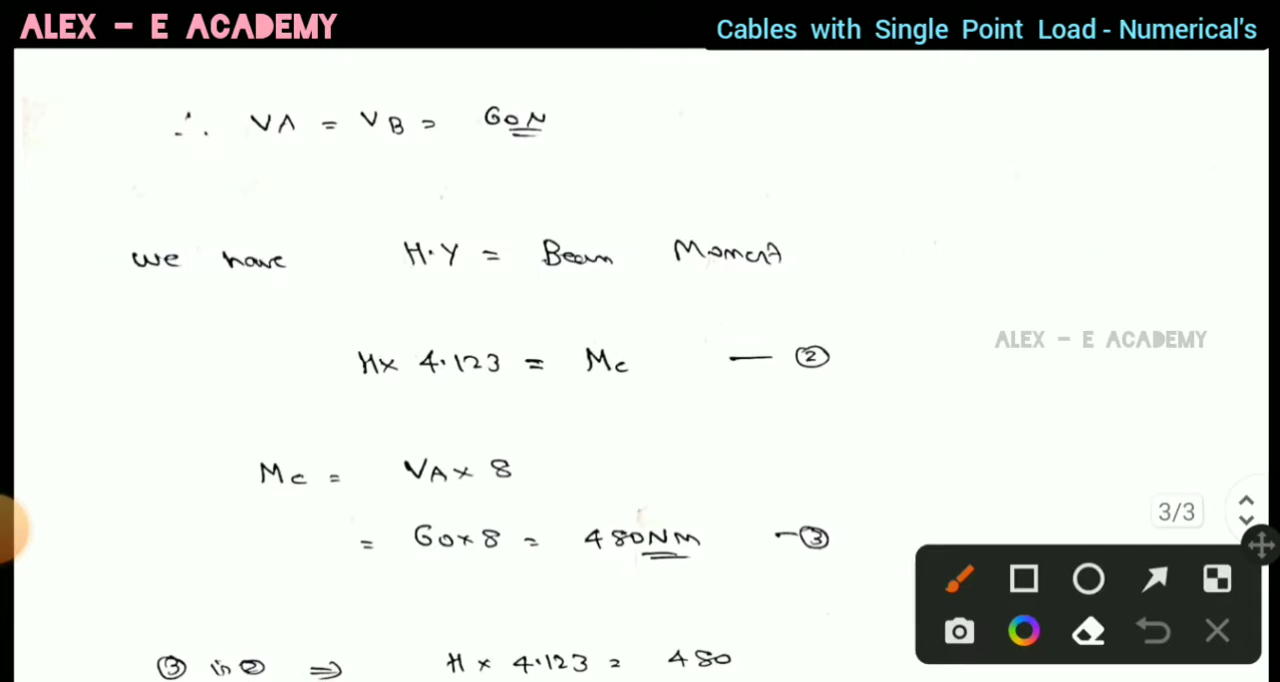 ALEX - E ACADEMY
Cables with Single Point Load - Numerical's
∴ VA = VB = 60N
we have H·Y = Beam Moment
ALEX - E ACADEMY
H× 4.123 = Mc — ②
Mc = VA× 8
= 60×8 = 480NM —③
3/3
③ in ② ⇒ H × 4.123 = 480